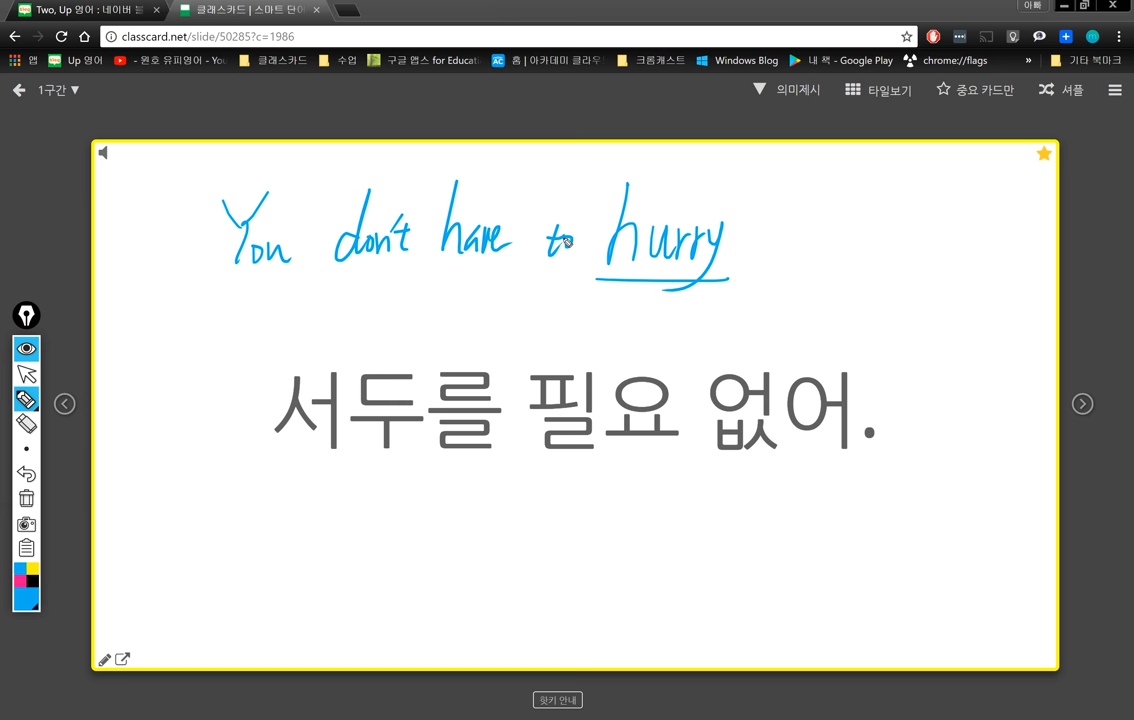 Two, Up 영어 : 네이버 블
클래스카드 | 스마트 단어
아빠
classcard.net/slide/50285?c=1986
앱
Up 영어
- 원호 유피영어 - You
클래스카드
수업
구글 앱스 for Educati
홈 | 아카데미 클라우드
크롬캐스트
Windows Blog
내 책 - Google Play
chrome://flags
»
기타 북마크
1구간 ▼
의미제시
타일보기
중요 카드만
셔플
You don't have to hurry
서두를 필요 없어.
핫키 안내